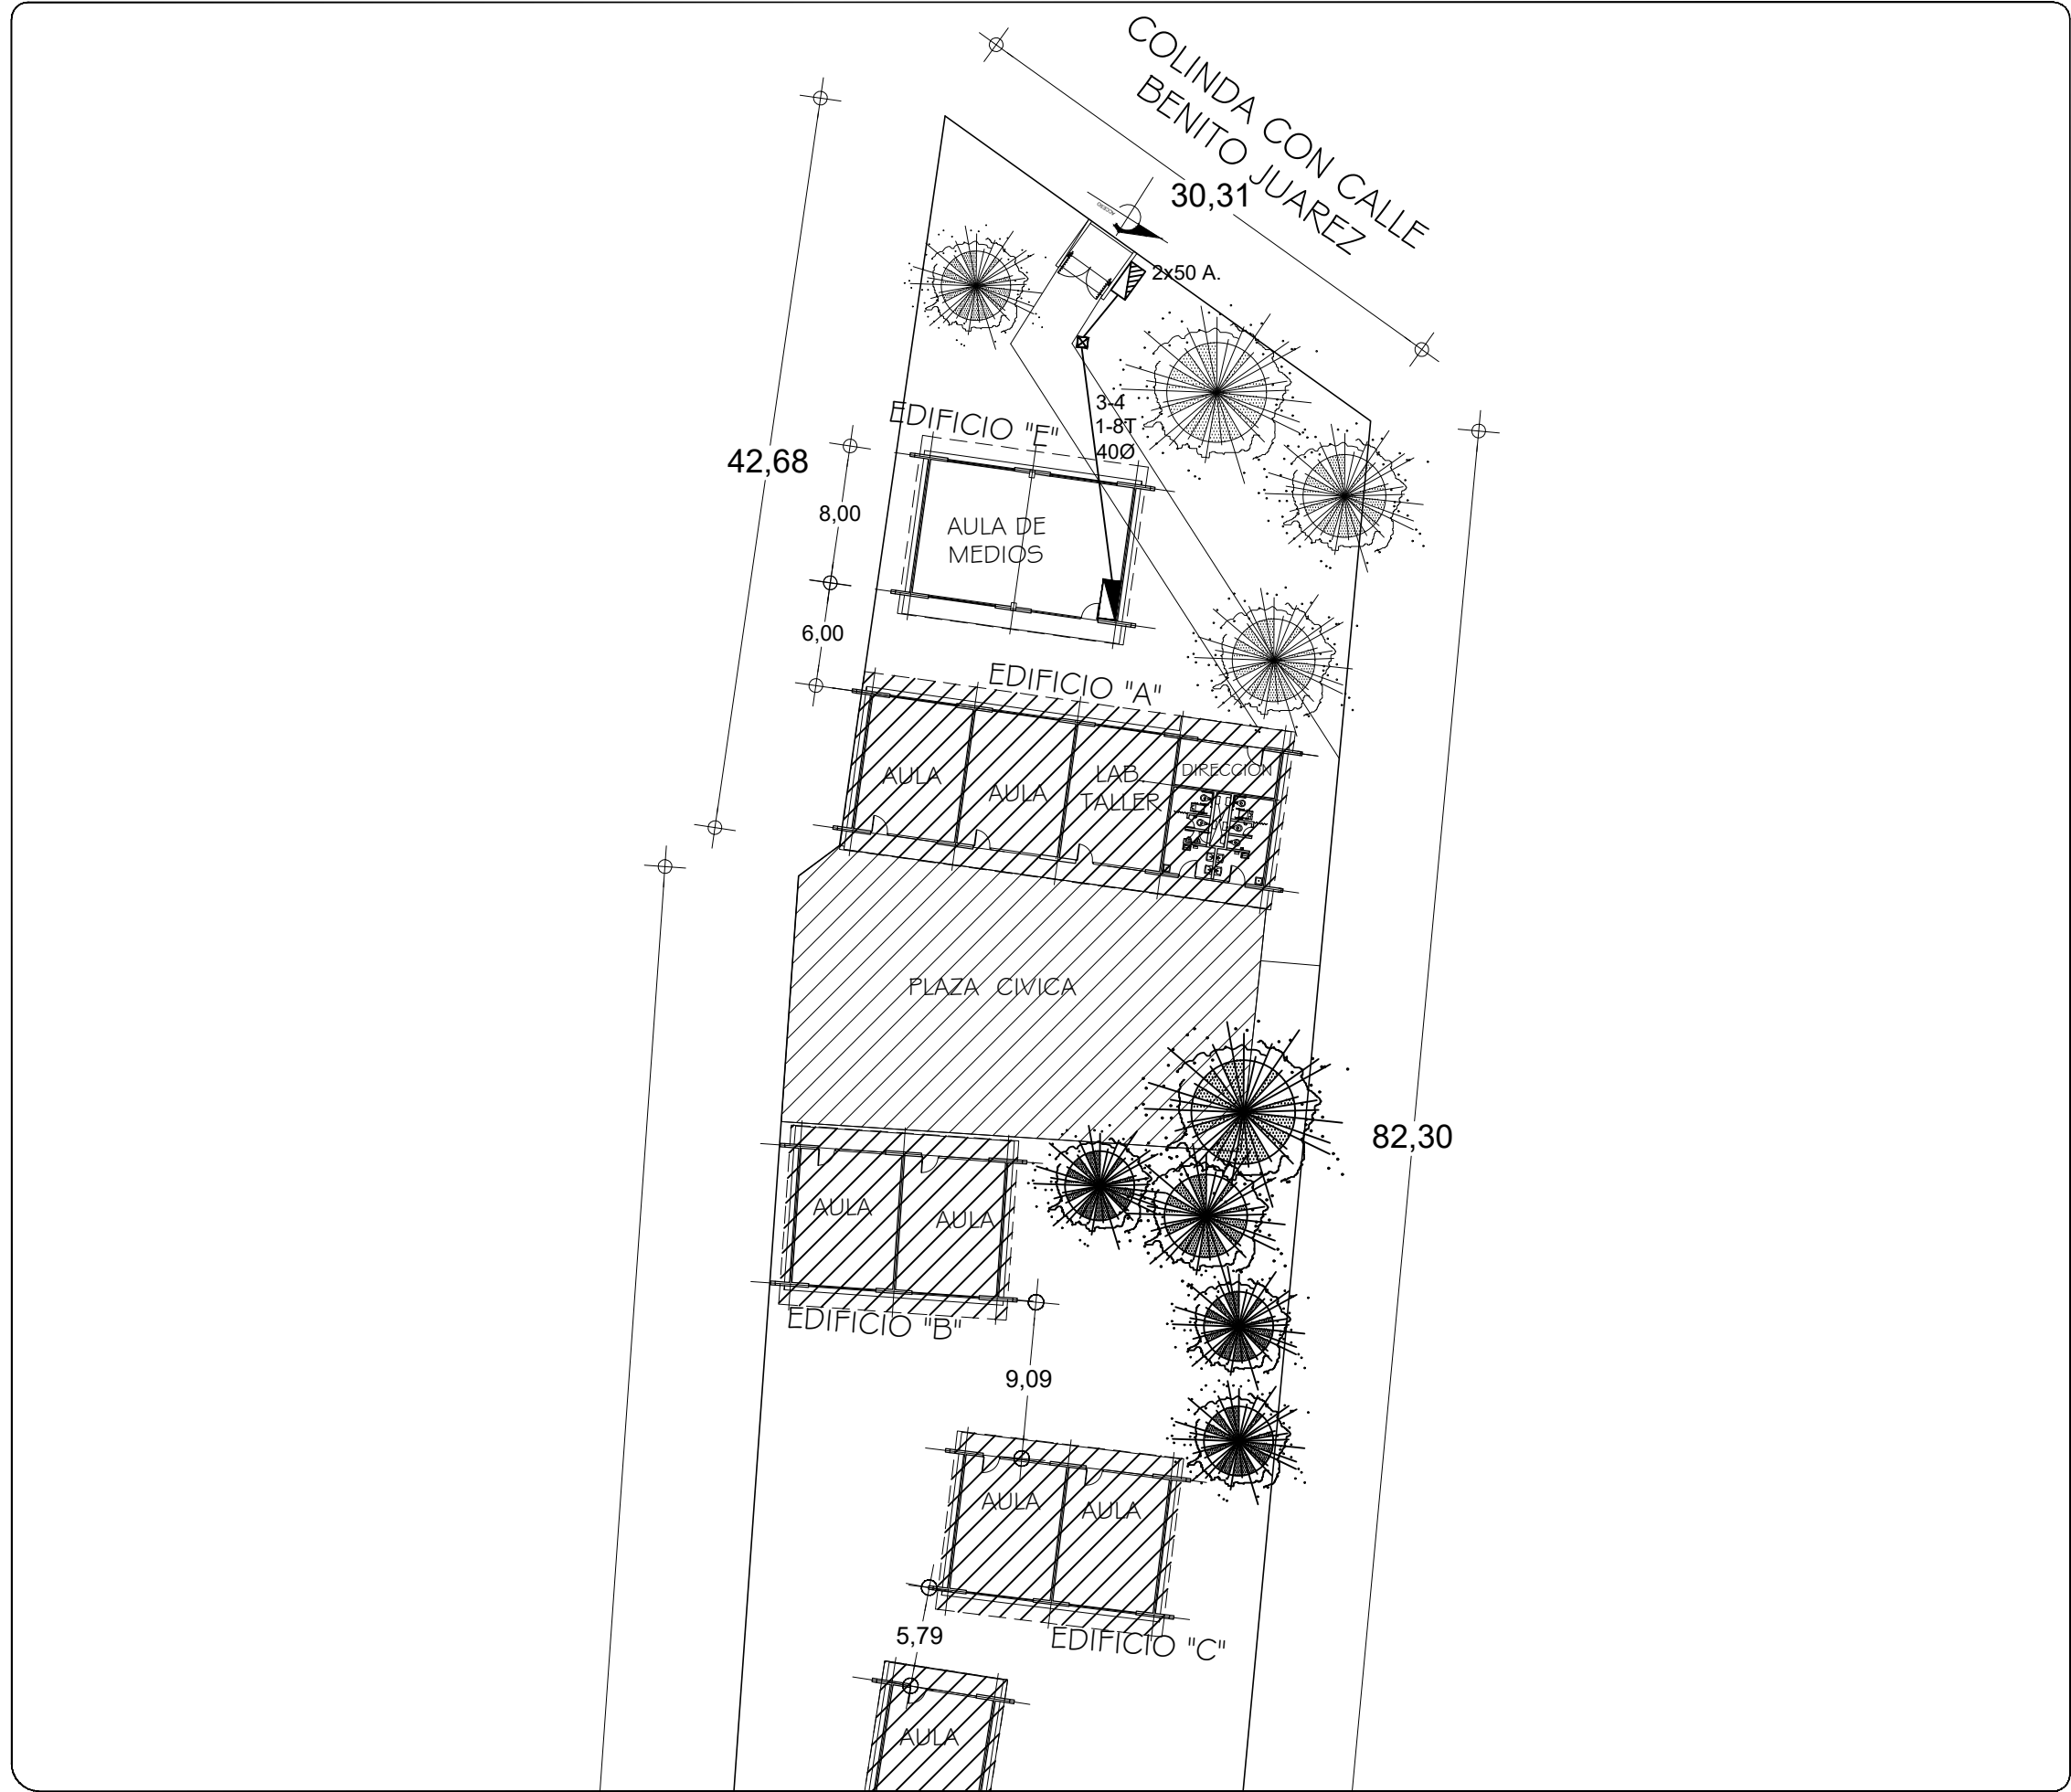 COLINDA CON CALLE
BENITO JUAREZ
30,31
ACCESO
2x50 A.
3-4
1-8T
40Ø
EDIFICIO "E"
42,68
8,00
AULA DE
MEDIOS
6,00
EDIFICIO "A"
AULA
AULA
LAB.
TALLER
DIRECCION
PLAZA CIVICA
82,30
AULA
AULA
EDIFICIO "B"
9,09
AULA
AULA
5,79
EDIFICIO "C"
AULA